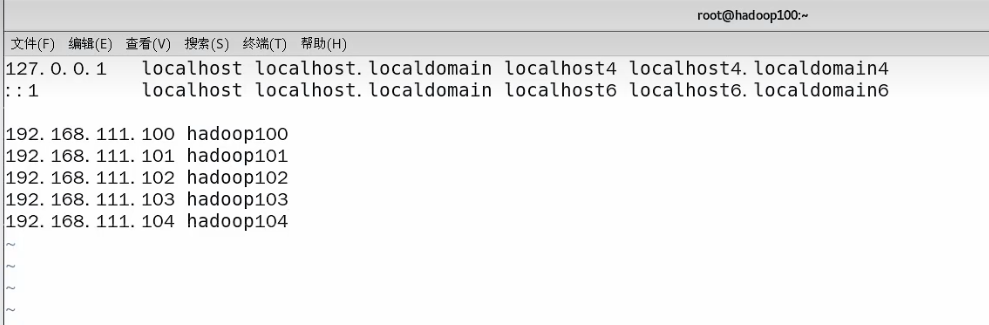 root@hadoop100:~
文件(F) 编辑(E) 查看(V) 搜索(S) 终端(T) 帮助(H)
127.0.0.1   localhost localhost.localdomain localhost4 localhost4.localdomain4
::1         localhost localhost.localdomain localhost6 localhost6.localdomain6
192.168.111.100 hadoop100
192.168.111.101 hadoop101
192.168.111.102 hadoop102
192.168.111.103 hadoop103
192.168.111.104 hadoop104
~
~
~
~